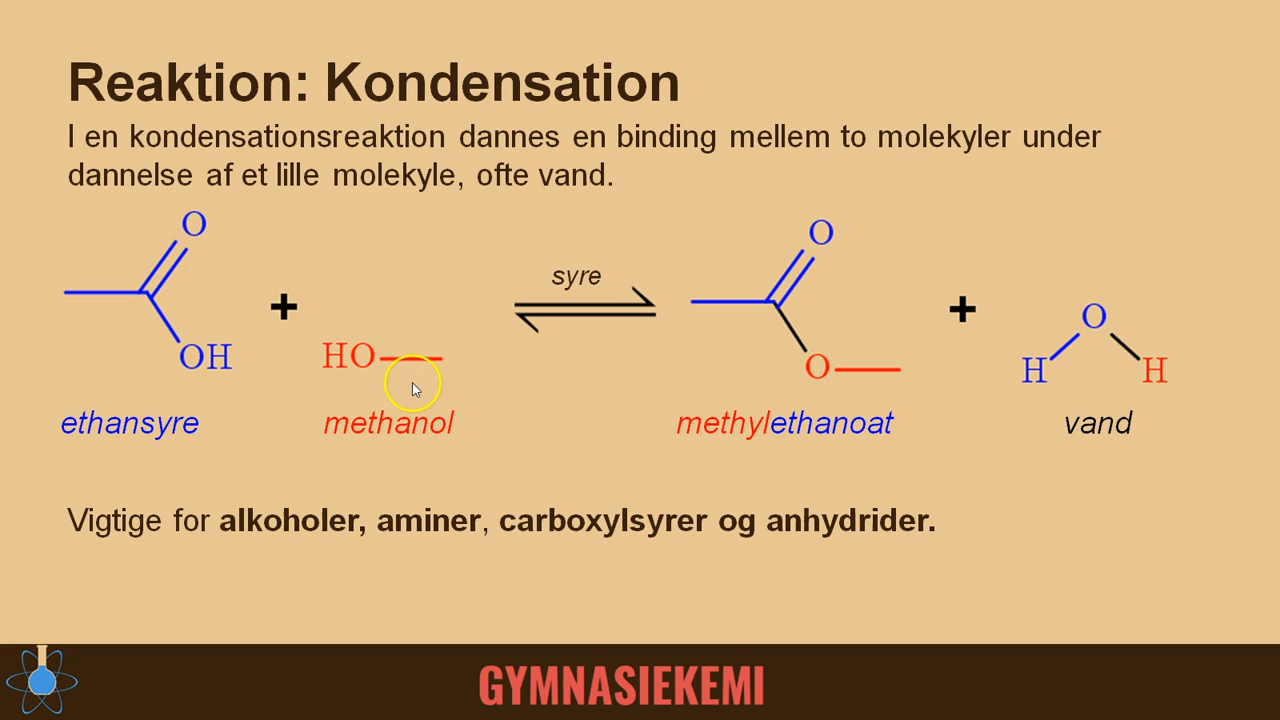 Reaktion: Kondensation
I en kondensationsreaktion dannes en binding mellem to molekyler under
dannelse af et lille molekyle, ofte vand.
O
OH
+
HO
syre
O
O
+
O
H
H
ethansyre
methanol
methylethanoat
vand
Vigtige for alkoholer, aminer, carboxylsyrer og anhydrider.
GYMNASIEKEMI